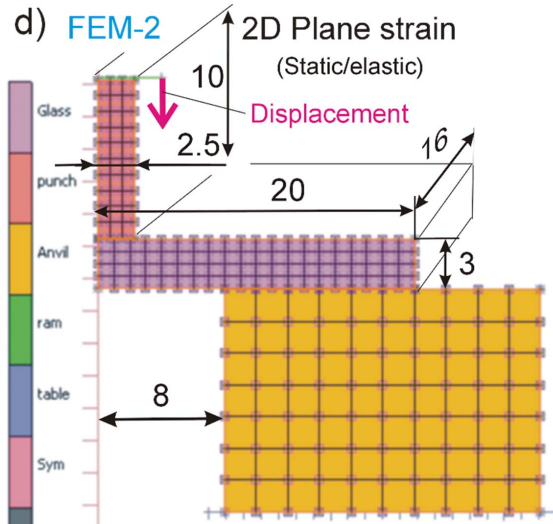 d) FEM-2 2D Plane strain
(Static/elastic)
10
Displacement
2.5
16
20
3
8
Glass
punch
Anvil
ram
table
Sym